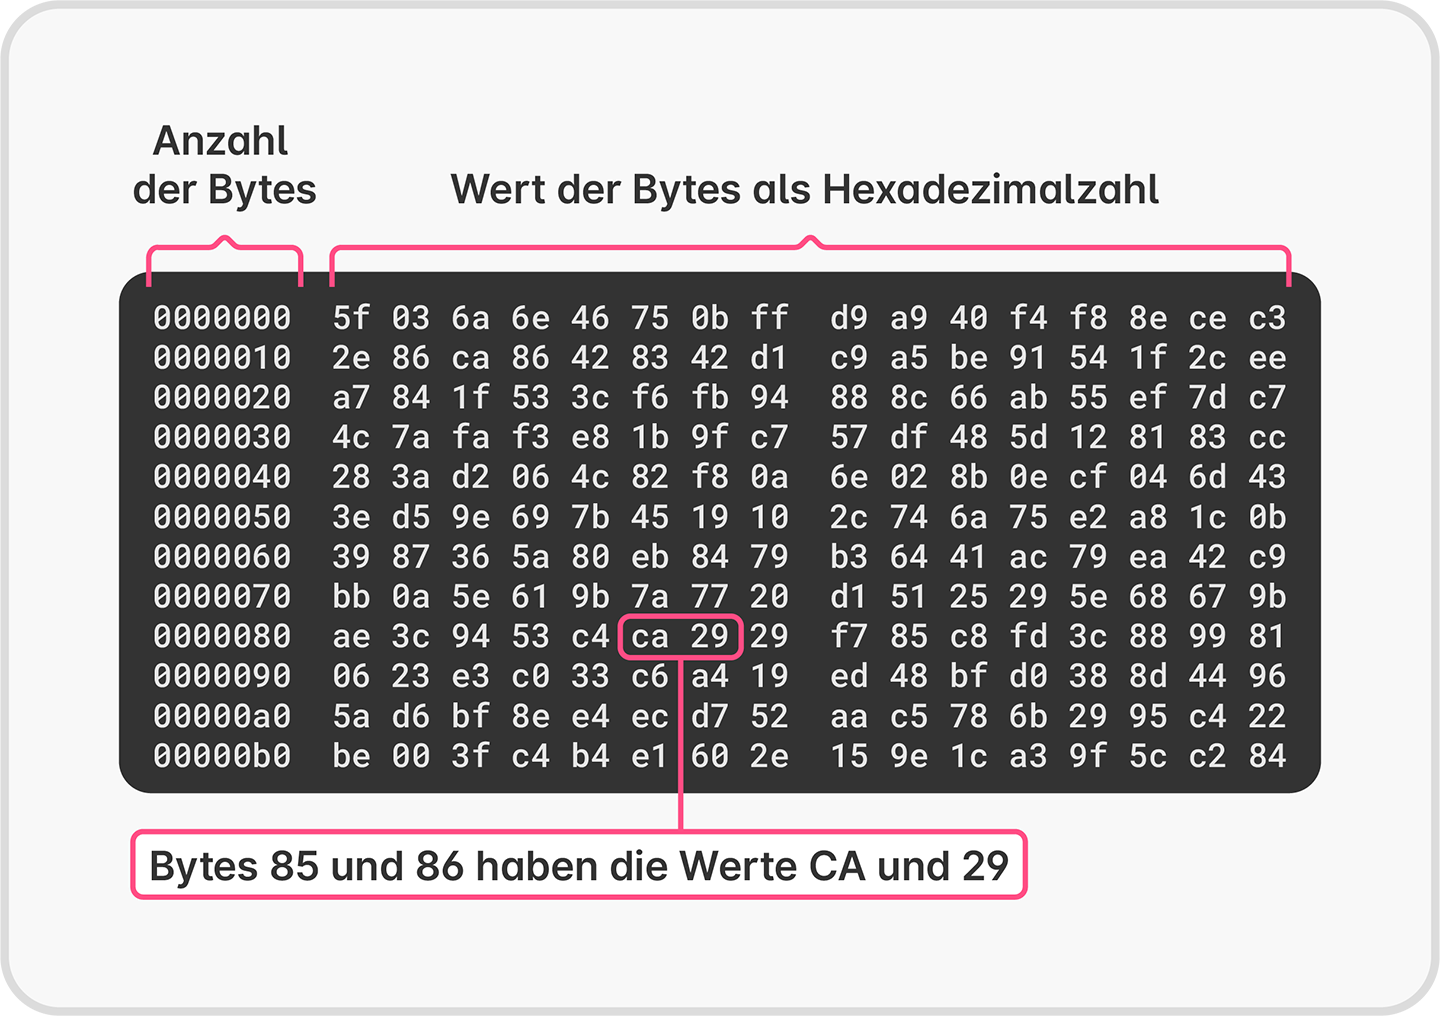 Anzahl
der Bytes
Wert der Bytes als Hexadezimalzahl
0000000 5f 03 6a 6e 46 75 0b ff d9 a9 40 f4 f8 8e ce c3
0000010 2e 86 ca 86 42 83 42 d1 c9 a5 be 91 54 1f 2c ee
0000020 a7 84 1f 53 3c f6 fb 94 88 8c 66 ab 55 ef 7d c7
0000030 4c 7a fa f3 e8 1b 9f c7 57 df 48 5d 12 81 83 cc
0000040 28 3a d2 06 4c 82 f8 0a 6e 02 8b 0e cf 04 6d 43
0000050 3e d5 9e 69 7b 45 19 10 2c 74 6a 75 e2 a8 1c 0b
0000060 39 87 36 5a 80 eb 84 79 b3 64 41 ac 79 ea 42 c9
0000070 bb 0a 5e 61 9b 7a 77 20 d1 51 25 29 5e 68 67 9b
0000080 ae 3c 94 53 c4 ca 29 29 f7 85 c8 fd 3c 88 99 81
0000090 06 23 e3 c0 33 c6 a4 19 ed 48 bf d0 38 8d 44 96
00000a0 5a d6 bf 8e e4 ec d7 52 aa c5 78 6b 29 95 c4 22
00000b0 be 00 3f c4 b4 e1 60 2e 15 9e 1c a3 9f 5c c2 84
Bytes 85 und 86 haben die Werte CA und 29